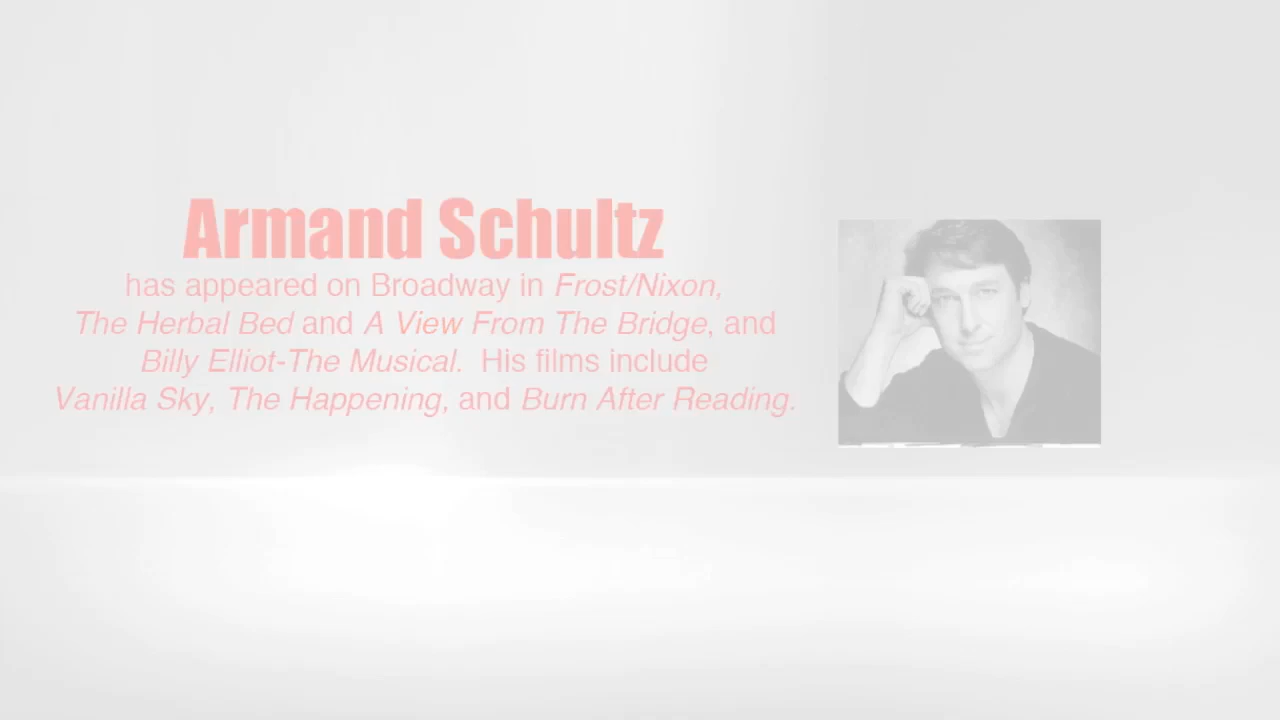 Armand Schultz
has appeared on Broadway in Frost/Nixon,
The Herbal Bed and A View From The Bridge, and
Billy Elliot-The Musical. His films include
Vanilla Sky, The Happening, and Burn After Reading.